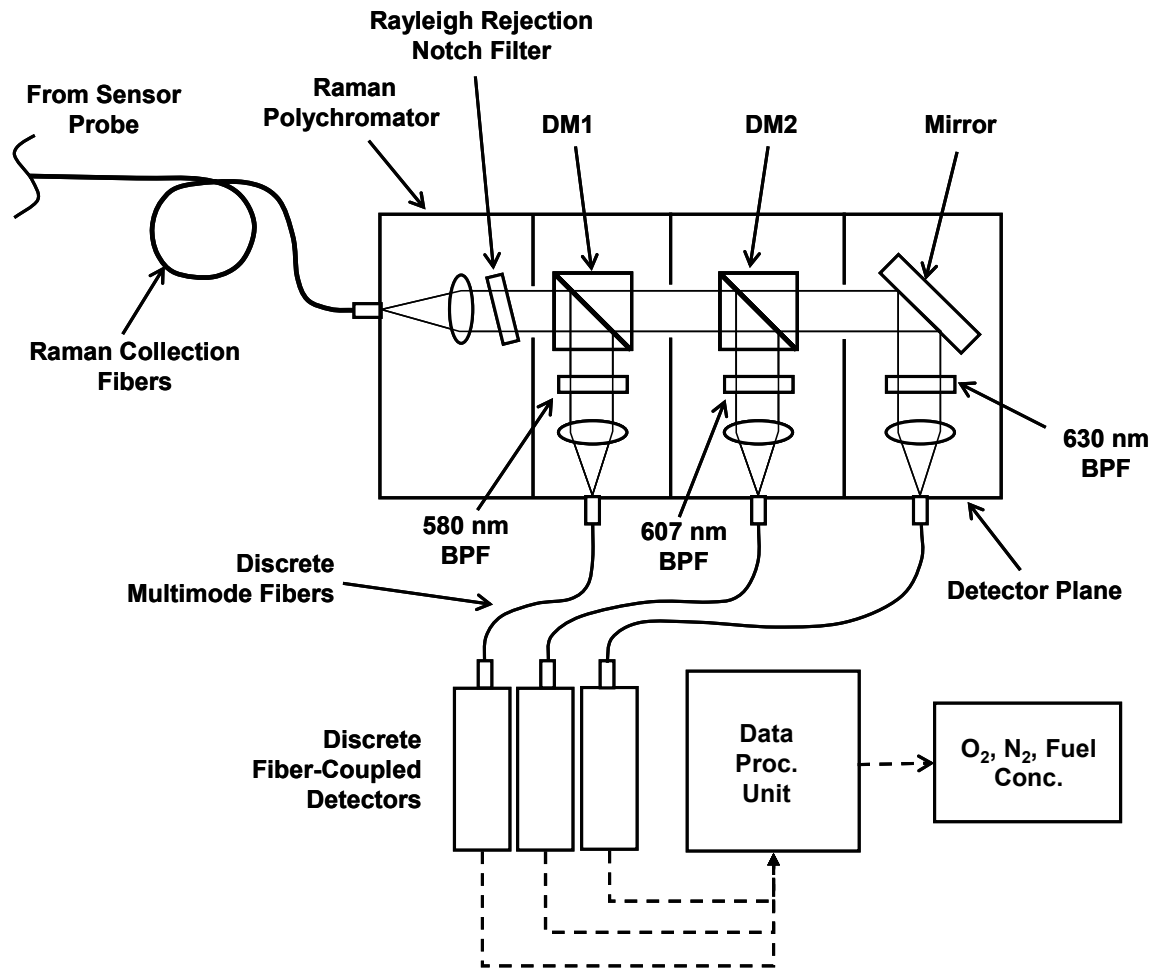 Rayleigh Rejection
Notch Filter
From Sensor
Probe
Raman
Polychromator
DM1
DM2
Mirror
Raman Collection
Fibers
580 nm
BPF
607 nm
BPF
630 nm
BPF
Discrete
Multimode Fibers
Detector Plane
Discrete
Fiber-Coupled
Detectors
Data
Proc.
Unit
O₂, N₂, Fuel
Conc.